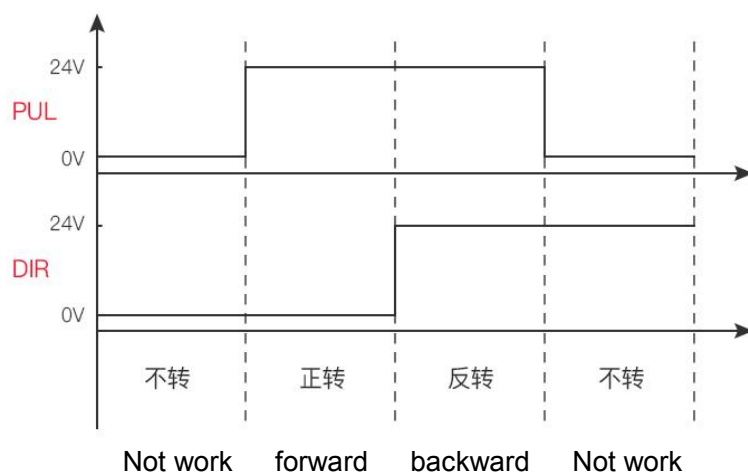 24V
PUL
0V
24V
DIR
0V
不转 正转 反转 不转
Not work forward backward Not work